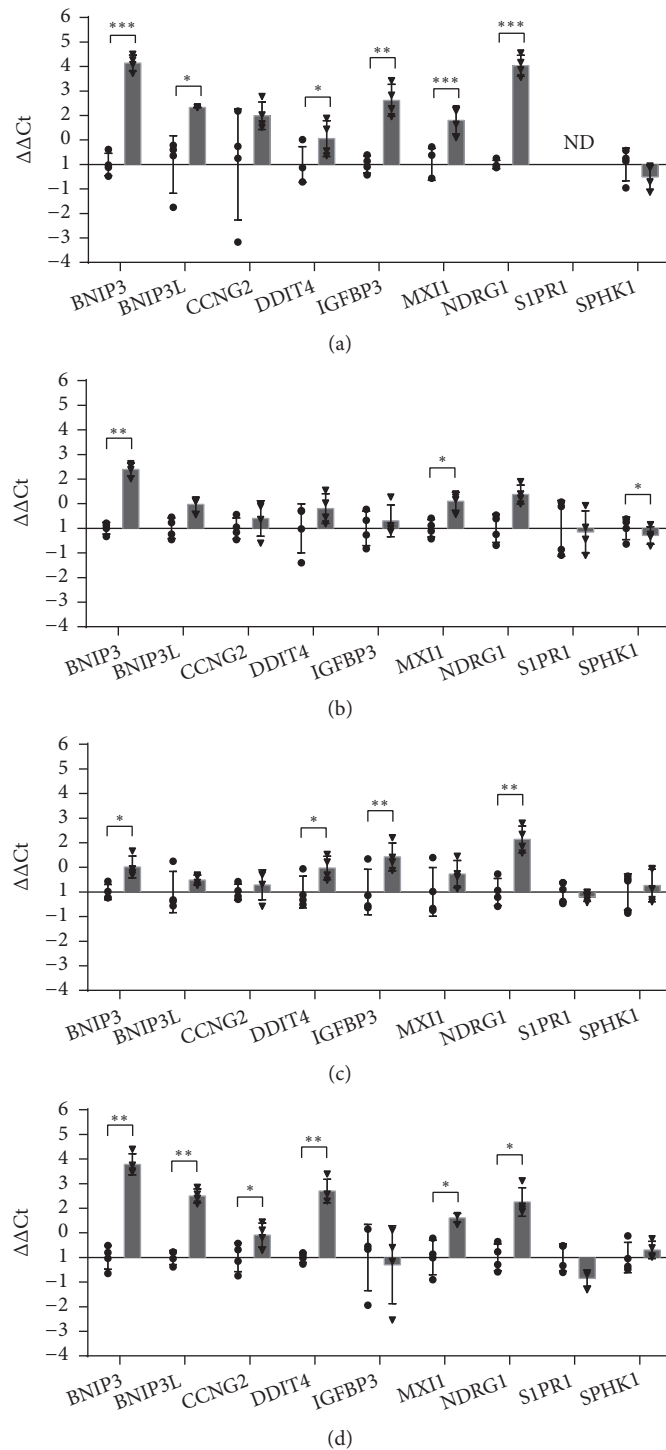 ΔΔCt
6
5
4
3
2
0
1
−1
−2
−3
−4
***
*
*
**
***
***
ND
BNIP3
BNIP3L
CCNG2
DDIT4
IGFBP3
MXI1
NDRG1
S1PR1
SPHK1
(a)
ΔΔCt
6
5
4
3
2
0
1
−1
−2
−3
−4
**
*
*
BNIP3
BNIP3L
CCNG2
DDIT4
IGFBP3
MXI1
NDRG1
S1PR1
SPHK1
(b)
ΔΔCt
6
5
4
3
2
0
1
−1
−2
−3
−4
*
*
**
**
BNIP3
BNIP3L
CCNG2
DDIT4
IGFBP3
MXI1
NDRG1
S1PR1
SPHK1
(c)
ΔΔCt
6
5
4
3
2
0
1
−1
−2
−3
−4
**
**
*
**
*
*
BNIP3
BNIP3L
CCNG2
DDIT4
IGFBP3
MXI1
NDRG1
S1PR1
SPHK1
(d)